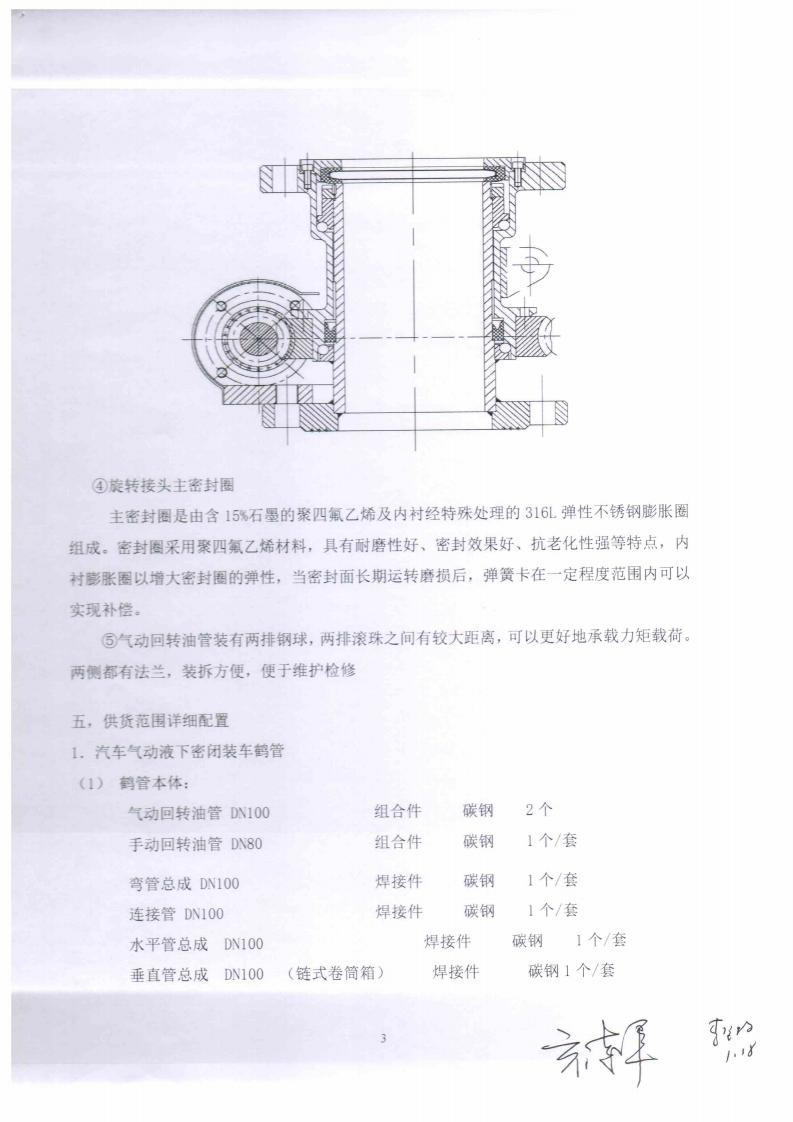 ④旋转接头主密封圈
主密封圈是由含 15%石墨的聚四氟乙烯及内衬经特殊处理的 316L 弹性不锈钢膨胀圈
组成。密封圈采用聚四氟乙烯材料，具有耐磨性好、密封效果好、抗老化性强等特点，内
衬膨胀圈以增大密封圈的弹性，当密封面长期运转磨损后，弹簧卡在一定程度范围内可以
实现补偿。
⑤气动回转油管装有两排钢球，两排滚珠之间有较大距离，可以更好地承载力矩载荷。
两侧都有法兰，装拆方便，便于维护检修
五，供货范围详细配置
1．汽车气动液下密闭装车鹤管
（1） 鹤管本体：
气动回转油管 DN100 组合件 碳钢 2 个
手动回转油管 DN80 组合件 碳钢 1 个/套
弯管总成 DN100 焊接件 碳钢 1 个/套
连接管 DN100 焊接件 碳钢 1 个/套
水平管总成 DN100 焊接件 碳钢 1 个/套
垂直管总成 DN100 （链式卷筒箱） 焊接件 碳钢 1 个/套
3
1.18